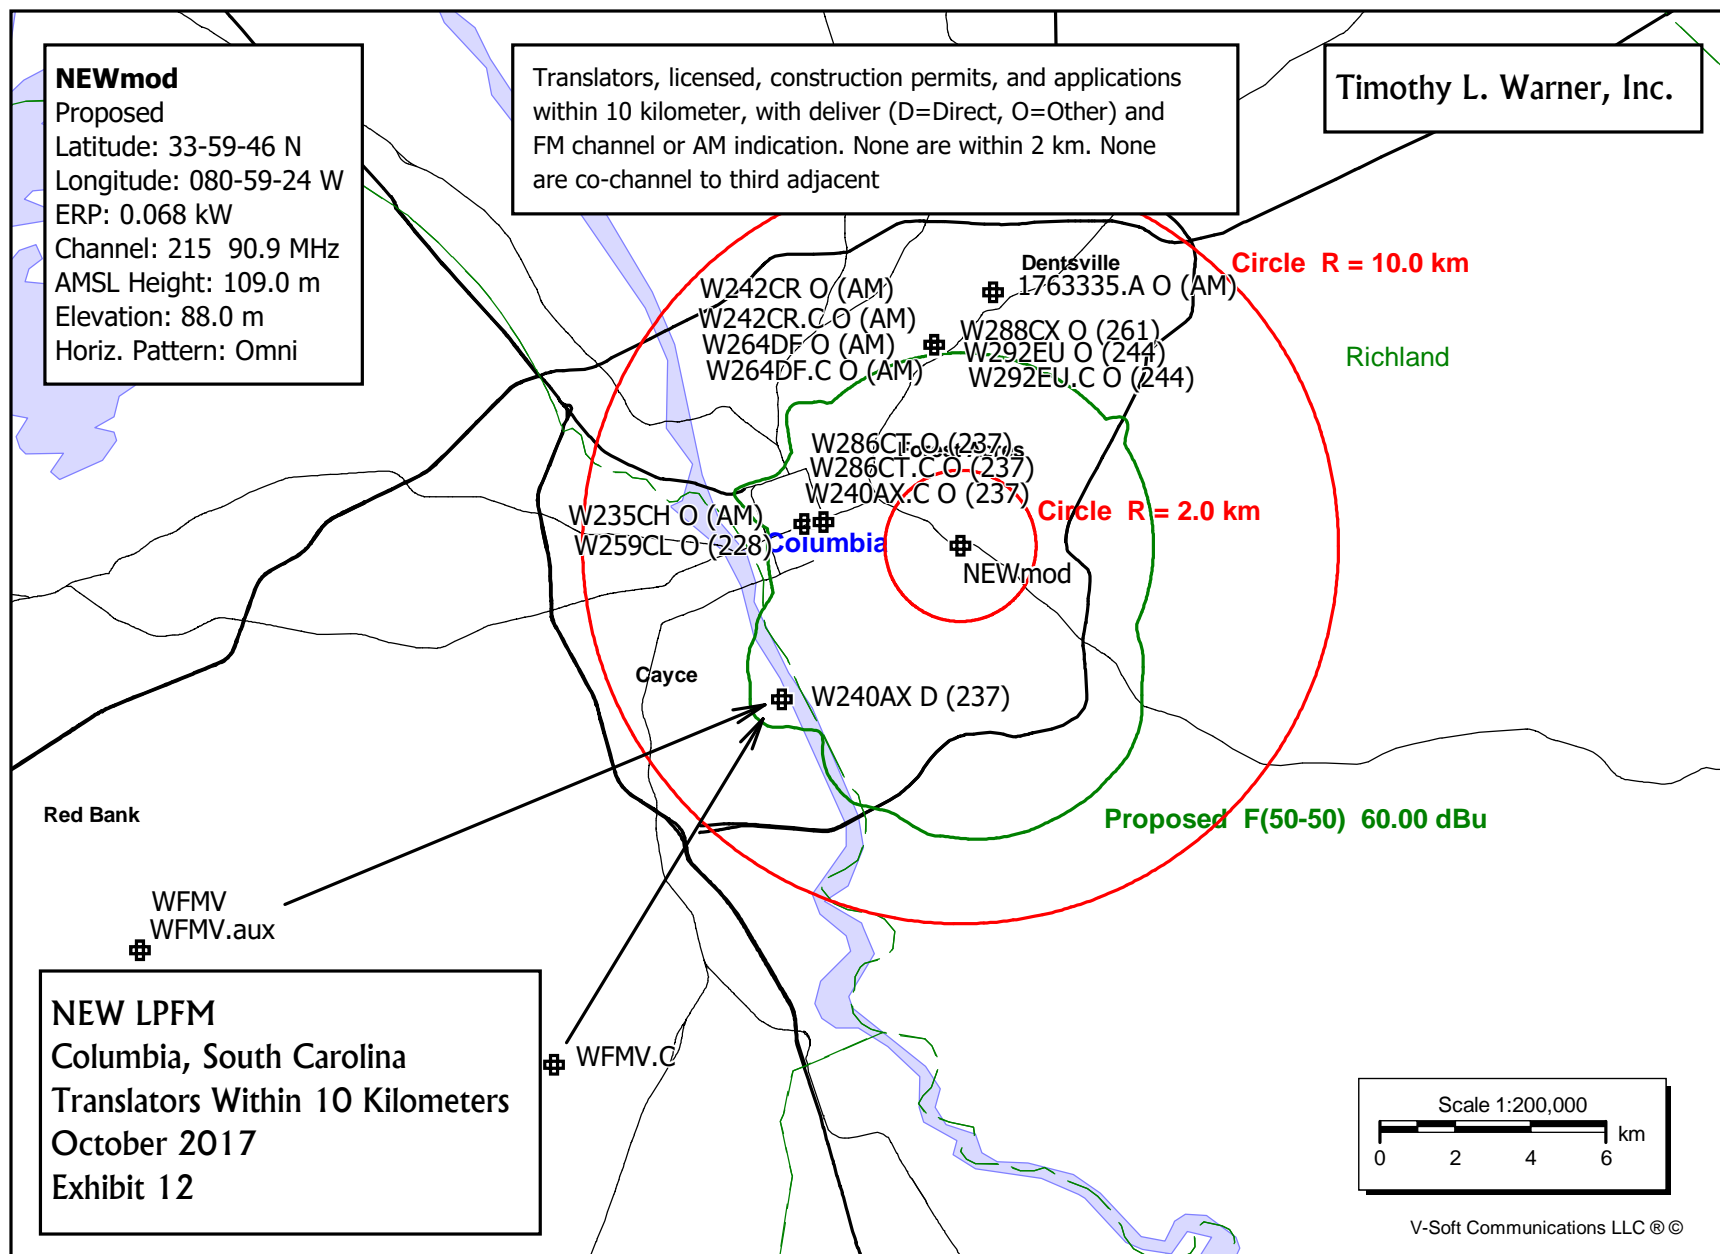 NEWmod
Proposed
Latitude: 33-59-46 N
Longitude: 080-59-24 W
ERP: 0.068 kW
Channel: 215  90.9 MHz
AMSL Height: 109.0 m
Elevation: 88.0 m
Horiz. Pattern: Omni
Translators, licensed, construction permits, and applications
within 10 kilometer, with deliver (D=Direct, O=Other) and
FM channel or AM indication. None are within 2 km. None
are co-channel to third adjacent
Timothy L. Warner, Inc.
Dentsville
Circle  R = 10.0 km
1763335.A O (AM)
W242CR O (AM)
W242CR.C O (AM)
W264DF O (AM)
W264DF.C O (AM)
W288CX O (261)
W292EU O (244)
W292EU.C O (244)
Richland
W286CT O (237)
W286CT.C O (237)
W240AX.C O (237)
Circle  R = 2.0 km
W235CH O (AM)
W259CL O (228)
Columbia
NEWmod
Cayce
W240AX D (237)
Red Bank
Proposed  F(50-50)  60.00 dBu
WFMV
WFMV.aux
WFMV.C
NEW LPFM
Columbia, South Carolina
Translators Within 10 Kilometers
October 2017
Exhibit 12
Scale 1:200,000
km
0 2 4 6
V-Soft Communications LLC ® ©